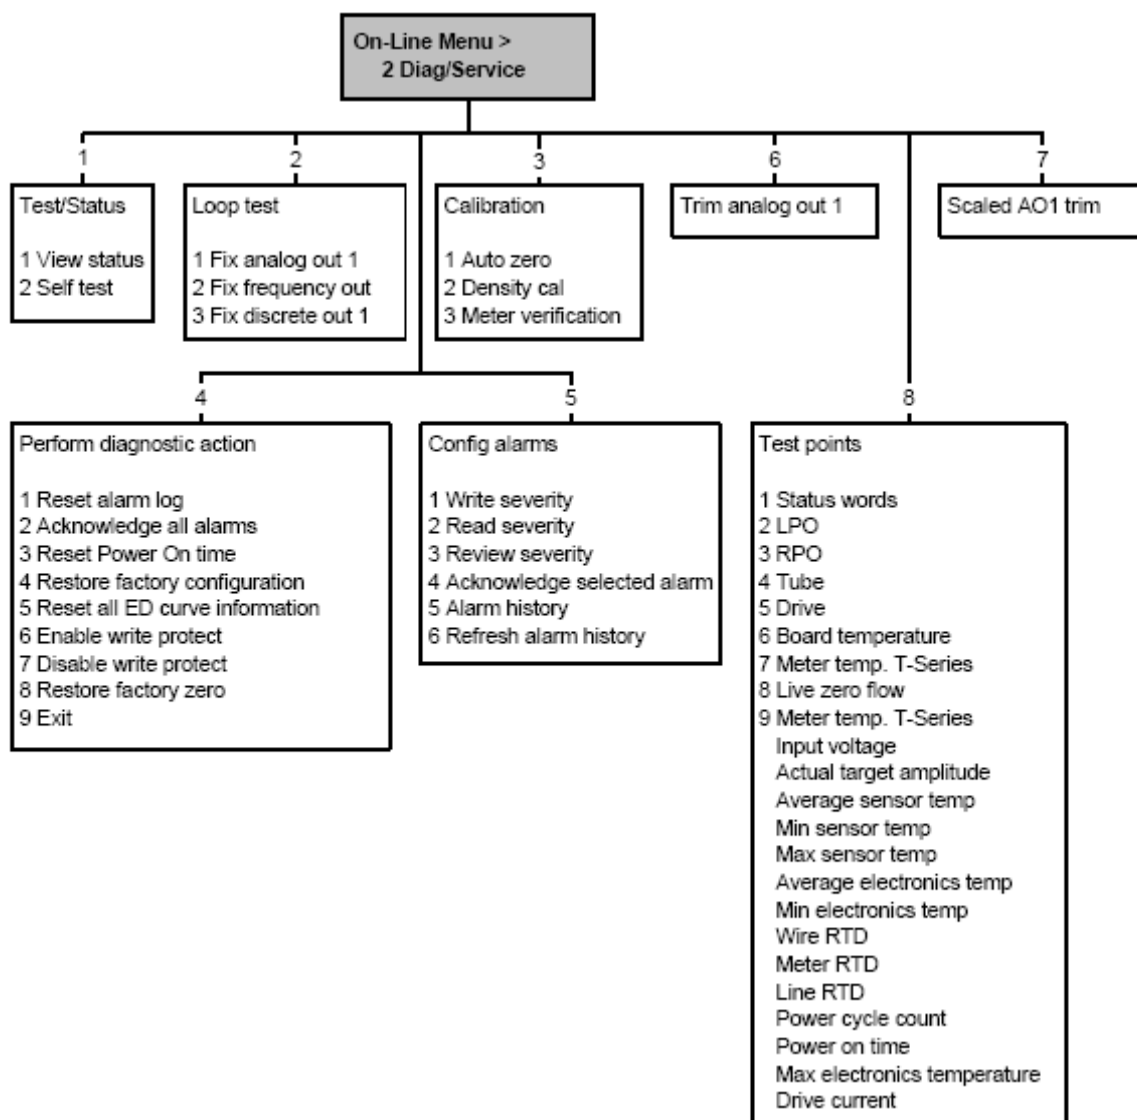 On-Line Menu >
2 Diag/Service
1
2
3
6
7
Test/Status
1 View status
2 Self test
Loop test
1 Fix analog out 1
2 Fix frequency out
3 Fix discrete out 1
Calibration
1 Auto zero
2 Density cal
3 Meter verification
Trim analog out 1
Scaled AO1 trim
4
5
8
Perform diagnostic action
1 Reset alarm log
2 Acknowledge all alarms
3 Reset Power On time
4 Restore factory configuration
5 Reset all ED curve information
6 Enable write protect
7 Disable write protect
8 Restore factory zero
9 Exit
Config alarms
1 Write severity
2 Read severity
3 Review severity
4 Acknowledge selected alarm
5 Alarm history
6 Refresh alarm history
Test points
1 Status words
2 LPO
3 RPO
4 Tube
5 Drive
6 Board temperature
7 Meter temp. T-Series
8 Live zero flow
9 Meter temp. T-Series
Input voltage
Actual target amplitude
Average sensor temp
Min sensor temp
Max sensor temp
Average electronics temp
Min electronics temp
Wire RTD
Meter RTD
Line RTD
Power cycle count
Power on time
Max electronics temperature
Drive current